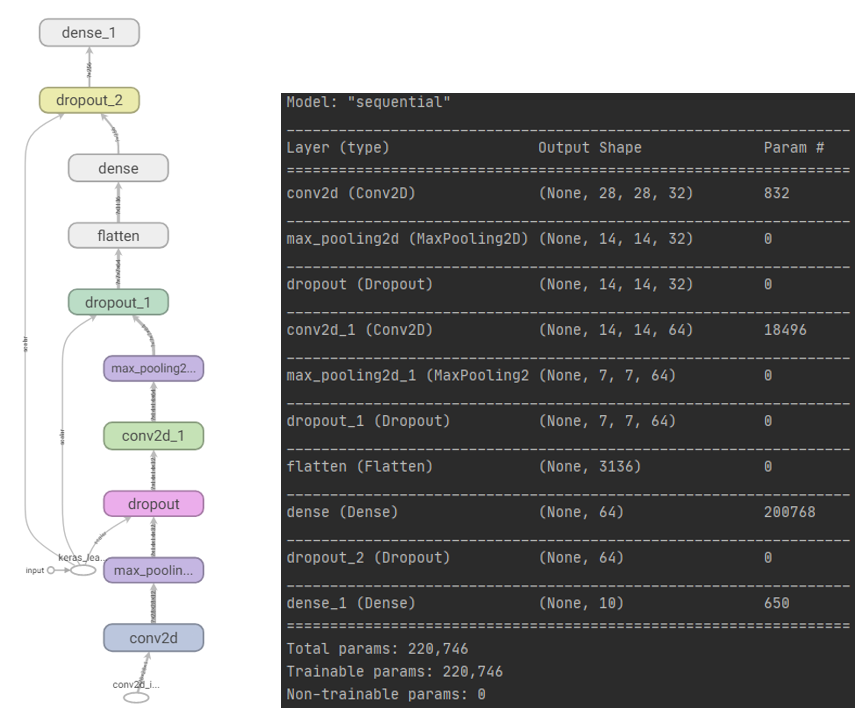 dense_1
dropout_2
dense
flatten
dropout_1
max_pooling2...
conv2d_1
dropout
keras_lea...
input
max_poolin...
conv2d
conv2d_i...
Model: "sequential"
Layer (type) Output Shape Param #
conv2d (Conv2D) (None, 28, 28, 32) 832
max_pooling2d (MaxPooling2D) (None, 14, 14, 32) 0
dropout (Dropout) (None, 14, 14, 32) 0
conv2d_1 (Conv2D) (None, 14, 14, 64) 18496
max_pooling2d_1 (MaxPooling2 (None, 7, 7, 64) 0
dropout_1 (Dropout) (None, 7, 7, 64) 0
flatten (Flatten) (None, 3136) 0
dense (Dense) (None, 64) 200768
dropout_2 (Dropout) (None, 64) 0
dense_1 (Dense) (None, 10) 650
Total params: 220,746
Trainable params: 220,746
Non-trainable params: 0